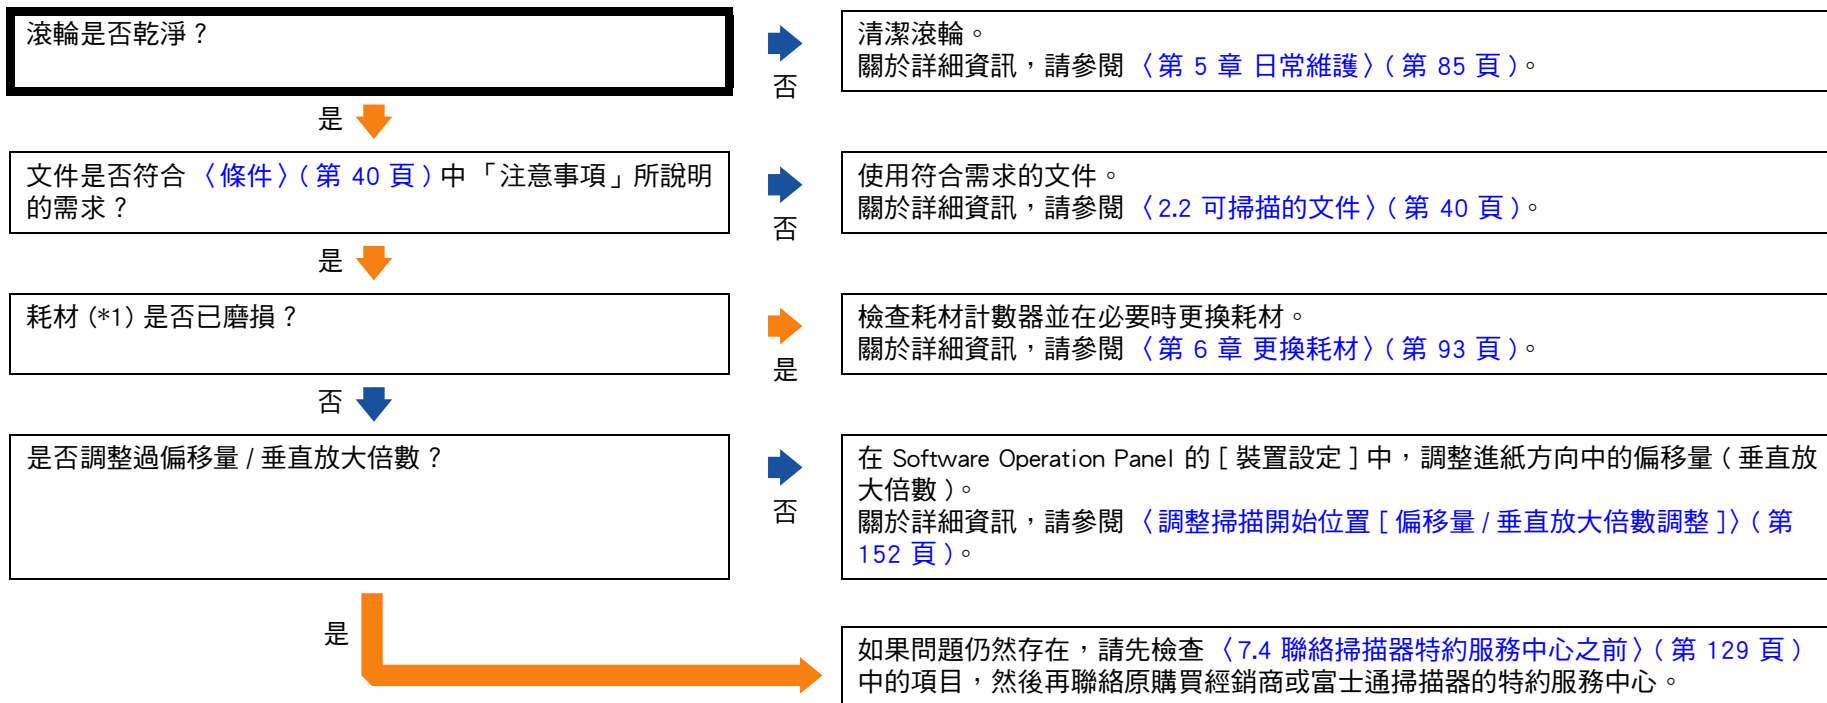 滾輪是否乾淨？
否
清潔滾輪。
關於詳細資訊，請參閱 〈第 5 章 日常維護〉( 第 85 頁 )。
是
文件是否符合 〈條件〉( 第 40 頁 ) 中 「注意事項」所說明
的需求？
否
使用符合需求的文件。
關於詳細資訊，請參閱 〈2.2 可掃描的文件〉( 第 40 頁 )。
是
耗材 (*1) 是否已磨損？
是
檢查耗材計數器並在必要時更換耗材。
關於詳細資訊，請參閱 〈第 6 章 更換耗材〉( 第 93 頁 )。
否
是否調整過偏移量 / 垂直放大倍數？
否
在 Software Operation Panel 的 [ 裝置設定 ] 中，調整進紙方向中的偏移量 ( 垂直放
大倍數 )。
關於詳細資訊，請參閱 〈調整掃描開始位置 [ 偏移量 / 垂直放大倍數調整 ]〉( 第
152 頁 )。
是
如果問題仍然存在，請先檢查 〈7.4 聯絡掃描器特約服務中心之前〉( 第 129 頁 )
中的項目，然後再聯絡原購買經銷商或富士通掃描器的特約服務中心。